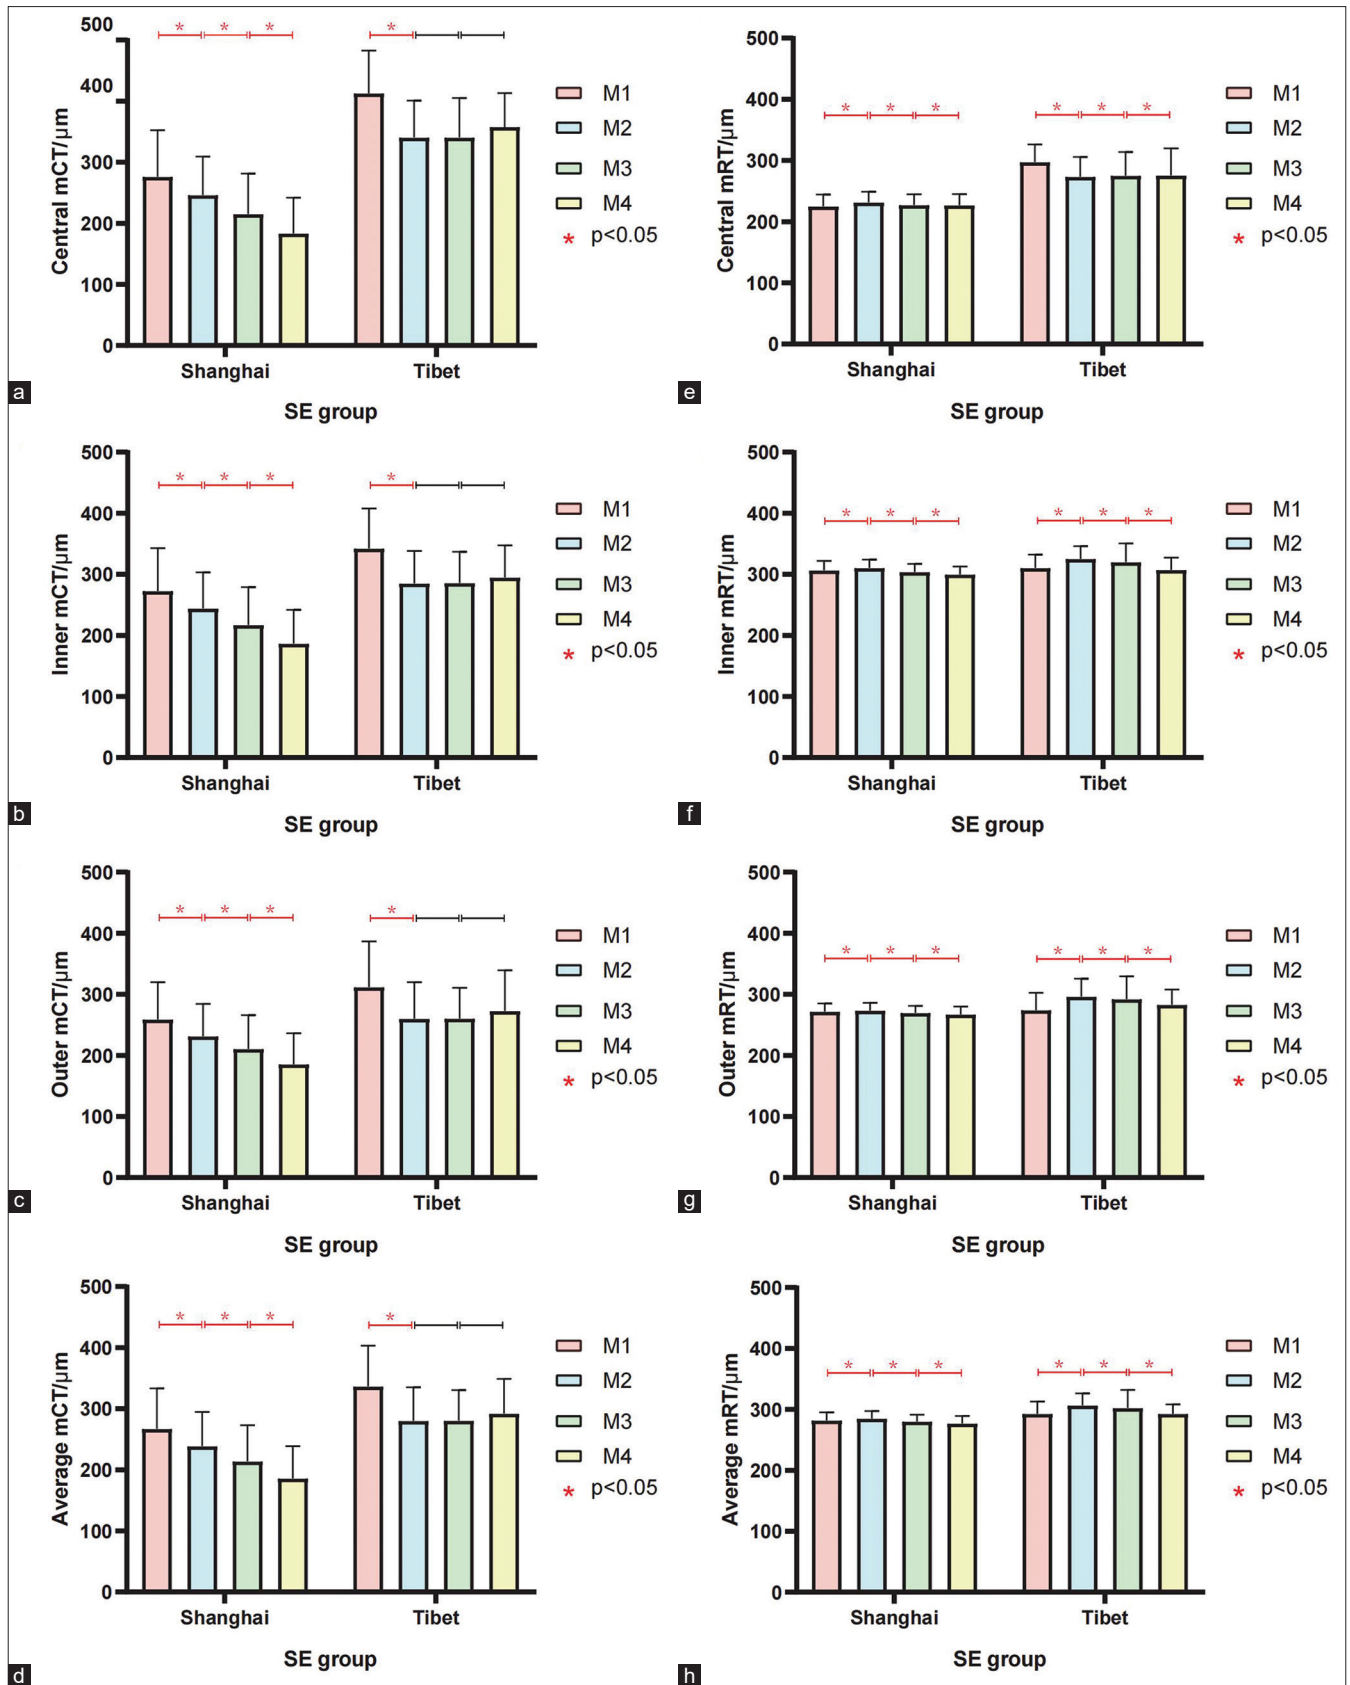 500
400
300
200
100
0
Central mCT/μm
* * * *
M1
M2
M3
M4
* p<0.05
Shanghai Tibet
SE group
a
500
400
300
200
100
0
Central mRT/μm
* * * * * *
M1
M2
M3
M4
* p<0.05
Shanghai Tibet
SE group
e
500
400
300
200
100
0
Inner mCT/μm
* * * *
M1
M2
M3
M4
* p<0.05
Shanghai Tibet
SE group
b
500
400
300
200
100
0
Inner mRT/μm
* * * * * *
M1
M2
M3
M4
* p<0.05
Shanghai Tibet
SE group
f
500
400
300
200
100
0
Outer mCT/μm
* * * *
M1
M2
M3
M4
* p<0.05
Shanghai Tibet
SE group
c
500
400
300
200
100
0
Outer mRT/μm
* * * * * *
M1
M2
M3
M4
* p<0.05
Shanghai Tibet
SE group
g
500
400
300
200
100
0
Average mCT/μm
* * * *
M1
M2
M3
M4
* p<0.05
Shanghai Tibet
SE group
d
500
400
300
200
100
0
Average mRT/μm
* * * * * *
M1
M2
M3
M4
* p<0.05
Shanghai Tibet
SE group
h